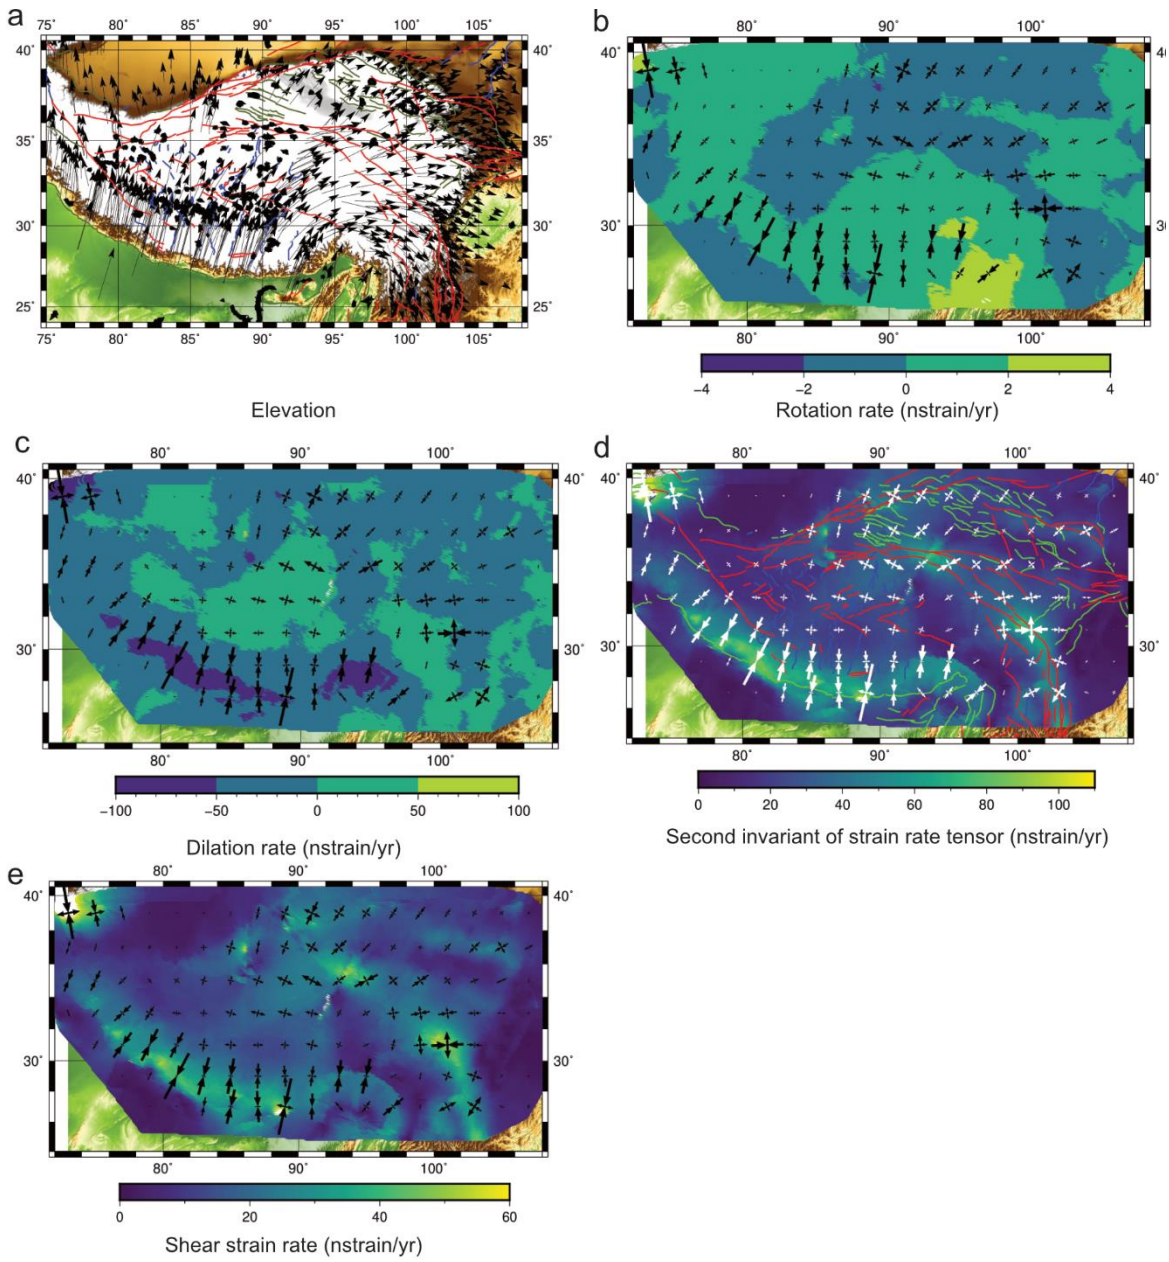 a
75° 80° 85° 90° 95° 100° 105°
40° 40°
35° 35°
30° 30°
25° 25°
75° 80° 85° 90° 95° 100° 105°
Elevation
b
80° 90° 100°
40° 40°
30° 30°
80° 90° 100°
−4 −2 0 2 4
Rotation rate (nstrain/yr)
c
80° 90° 100°
40° 40°
30° 30°
80° 90° 100°
−100 −50 0 50 100
Dilation rate (nstrain/yr)
d
80° 90° 100°
40° 40°
30° 30°
80° 90° 100°
0 20 40 60 80 100
Second invariant of strain rate tensor (nstrain/yr)
e
80° 90° 100°
40° 40°
30° 30°
80° 90° 100°
0 20 40 60
Shear strain rate (nstrain/yr)